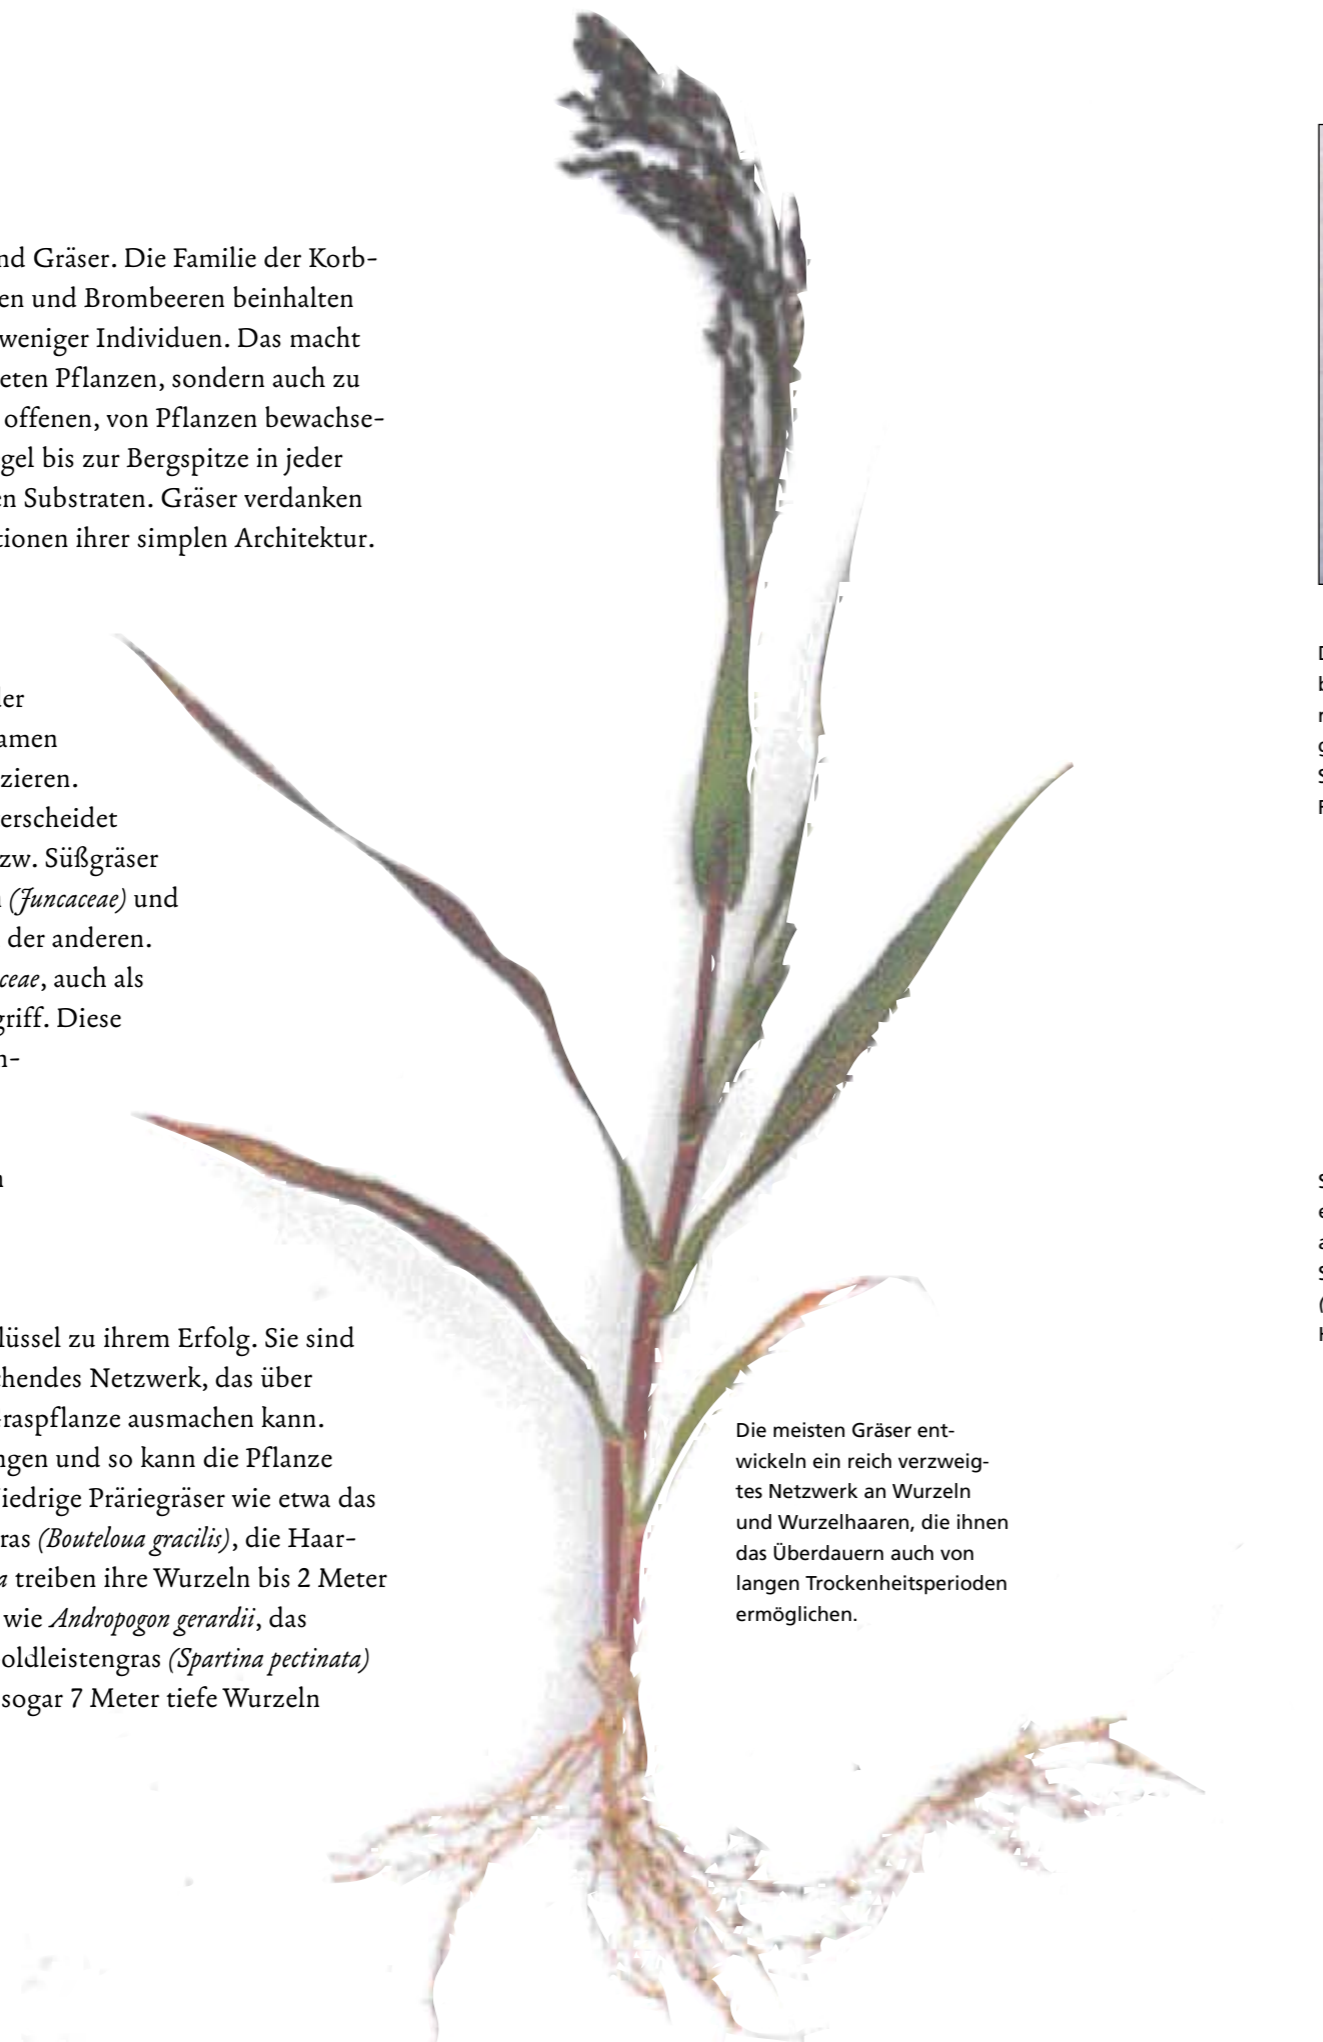 nd Gräser. Die Familie der Korb-
en und Brombeeren beinhalten
weniger Individuen. Das macht
eten Pflanzen, sondern auch zu
offenen, von Pflanzen bewachse-
gel bis zur Bergspitze in jeder
en Substraten. Gräser verdanken
tionen ihrer simplen Architektur.
ler
amen
zieren.
erscheidet
zw. Süßgräser
(Juncaceae) und
der anderen.
ceae, auch als
griff. Diese
n-
n
lüssel zu ihrem Erfolg. Sie sind
chendes Netzwerk, das über
raspflanze ausmachen kann.
ngen und so kann die Pflanze
iedrige Präriegräser wie etwa das
ras (Bouteloua gracilis), die Haar-
a treiben ihre Wurzeln bis 2 Meter
wie Andropogon gerardii, das
oldleistengras (Spartina pectinata)
sogar 7 Meter tiefe Wurzeln
Die meisten Gräser ent-
wickeln ein reich verzweig-
tes Netzwerk an Wurzeln
und Wurzelhaaren, die ihnen
das Überdauern auch von
langen Trockenheitsperioden
ermöglichen.